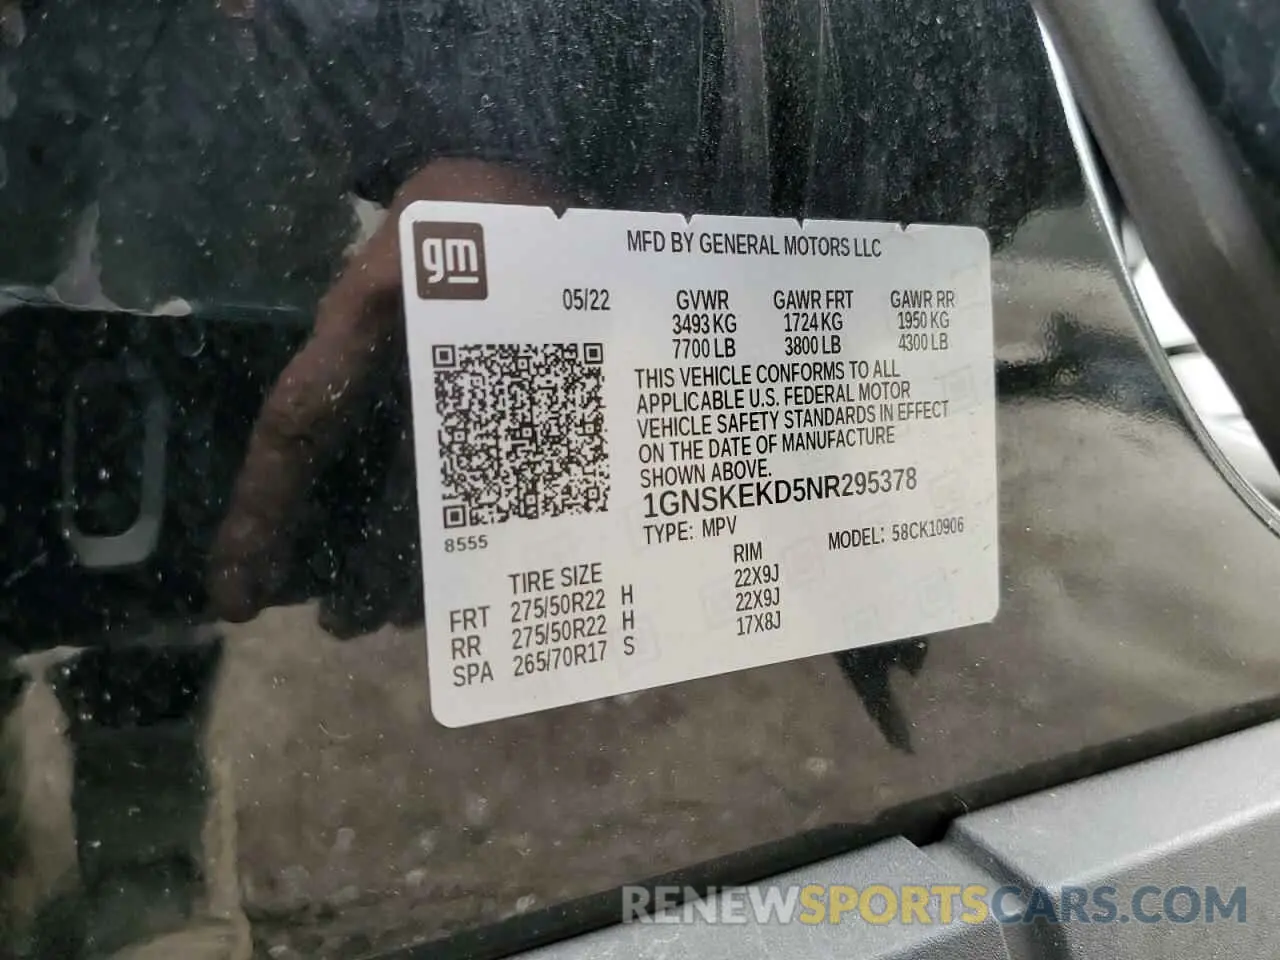 gm
MFD BY GENERAL MOTORS LLC
05/22 GVWR GAWR FRT GAWR RR
3493 KG 1724 KG 1950 KG
7700 LB 3800 LB 4300 LB
THIS VEHICLE CONFORMS TO ALL
APPLICABLE U.S. FEDERAL MOTOR
VEHICLE SAFETY STANDARDS IN EFFECT
ON THE DATE OF MANUFACTURE
SHOWN ABOVE.
1GNSKEKD5NR295378
8555 TYPE: MPV MODEL: 58CK10906
TIRE SIZE RIM
FRT 275/50R22 H 22X9J
RR 275/50R22 H 22X9J
SPA 265/70R17 S 17X8J
RENEWSPORTSCARS.COM